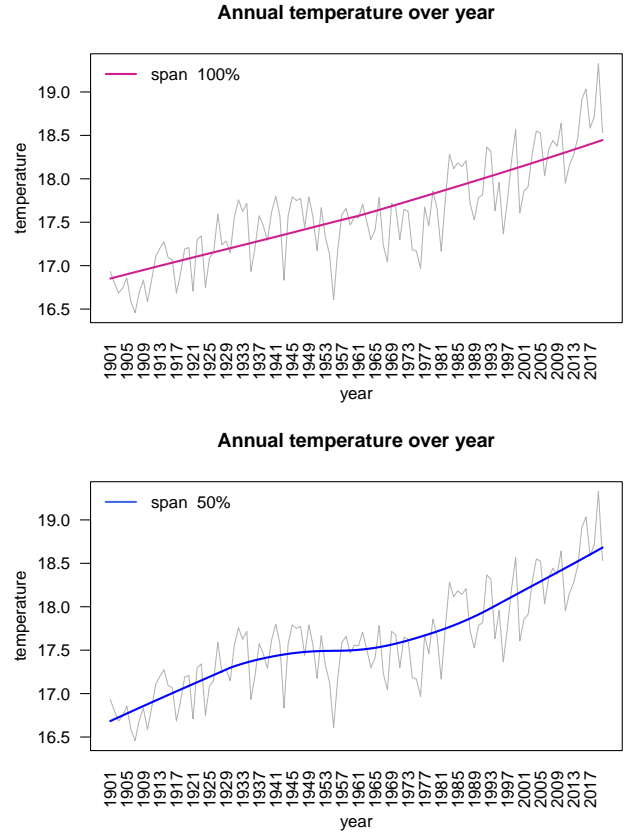 Annual temperature over year
span 100%
19.0
18.5
18.0
17.5
17.0
16.5
temperature
1901 1905 1909 1913 1917 1921 1925 1929 1933 1937 1941 1945 1949 1953 1957 1961 1965 1969 1973 1977 1981 1985 1989 1993 1997 2001 2005 2009 2013 2017
year
Annual temperature over year
span 50%
19.0
18.5
18.0
17.5
17.0
16.5
temperature
1901 1905 1909 1913 1917 1921 1925 1929 1933 1937 1941 1945 1949 1953 1957 1961 1965 1969 1973 1977 1981 1985 1989 1993 1997 2001 2005 2009 2013 2017
year